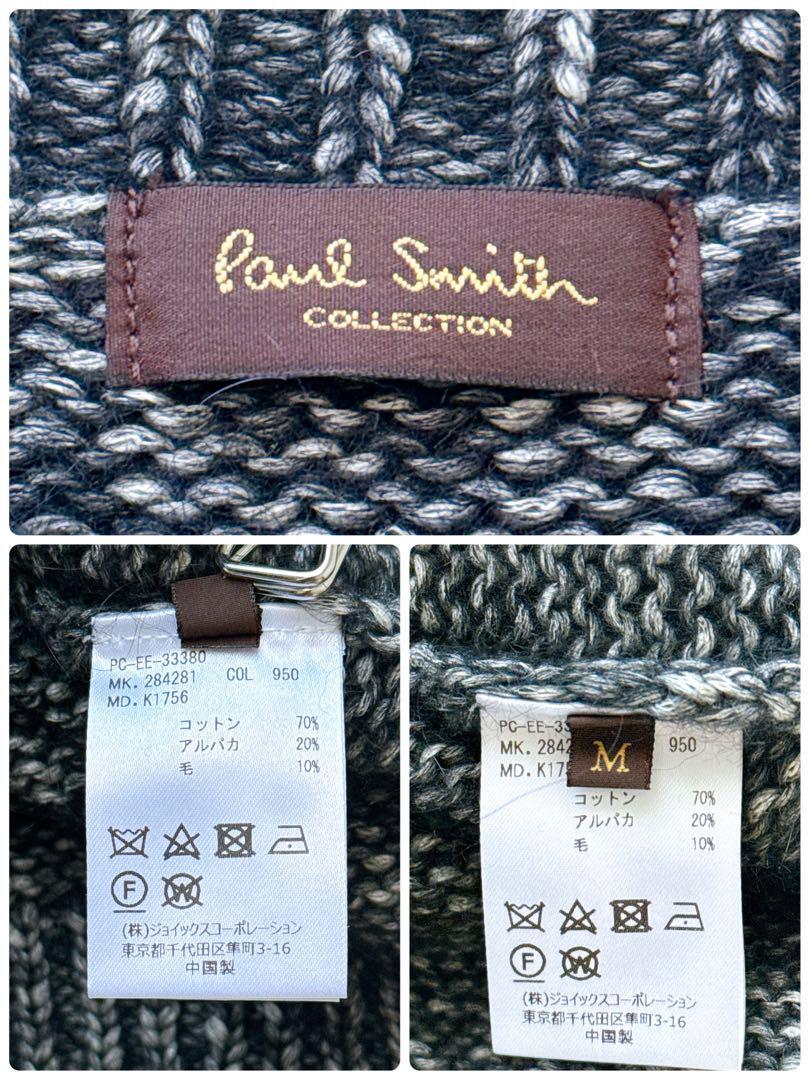 Paul Smith
COLLECTION
PC-EE-33380
MK. 284281 COL 950
MD. K1756
コットン 70%
アルパカ 20%
毛 10%
F
W
(株)ジョイックスコーポレーション
東京都千代田区隼町3-16
中国製
PC-EE-33
MK. 2842 950
MD. K175
M
コットン 70%
アルパカ 20%
毛 10%
F
W
(株)ジョイックスコーポレーション
東京都千代田区隼町3-16
中国製